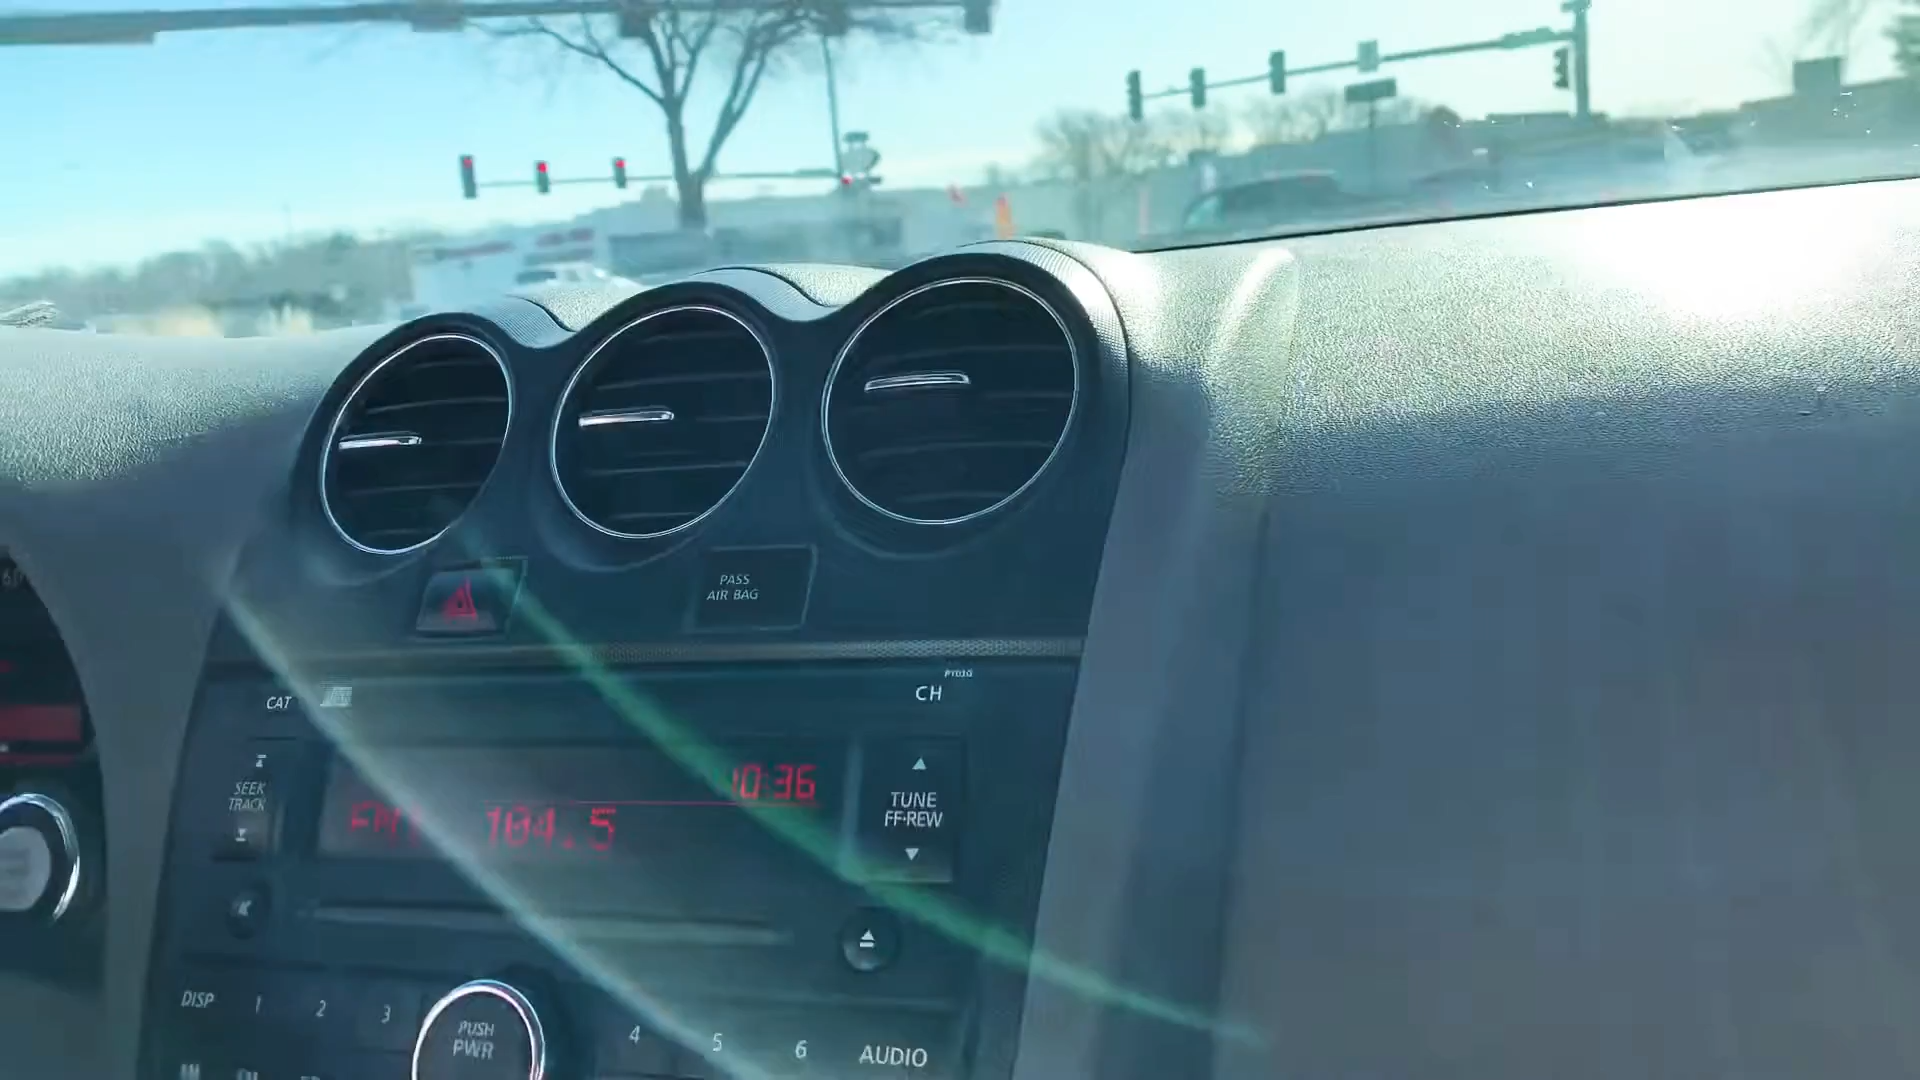 PASS
AIR BAG
CAT
CH
SEEK
TRACK
10:36
FM1 104.5
TUNE
FF·REW
DISP
1
2
3
PUSH
PWR
4
5
6
AUDIO